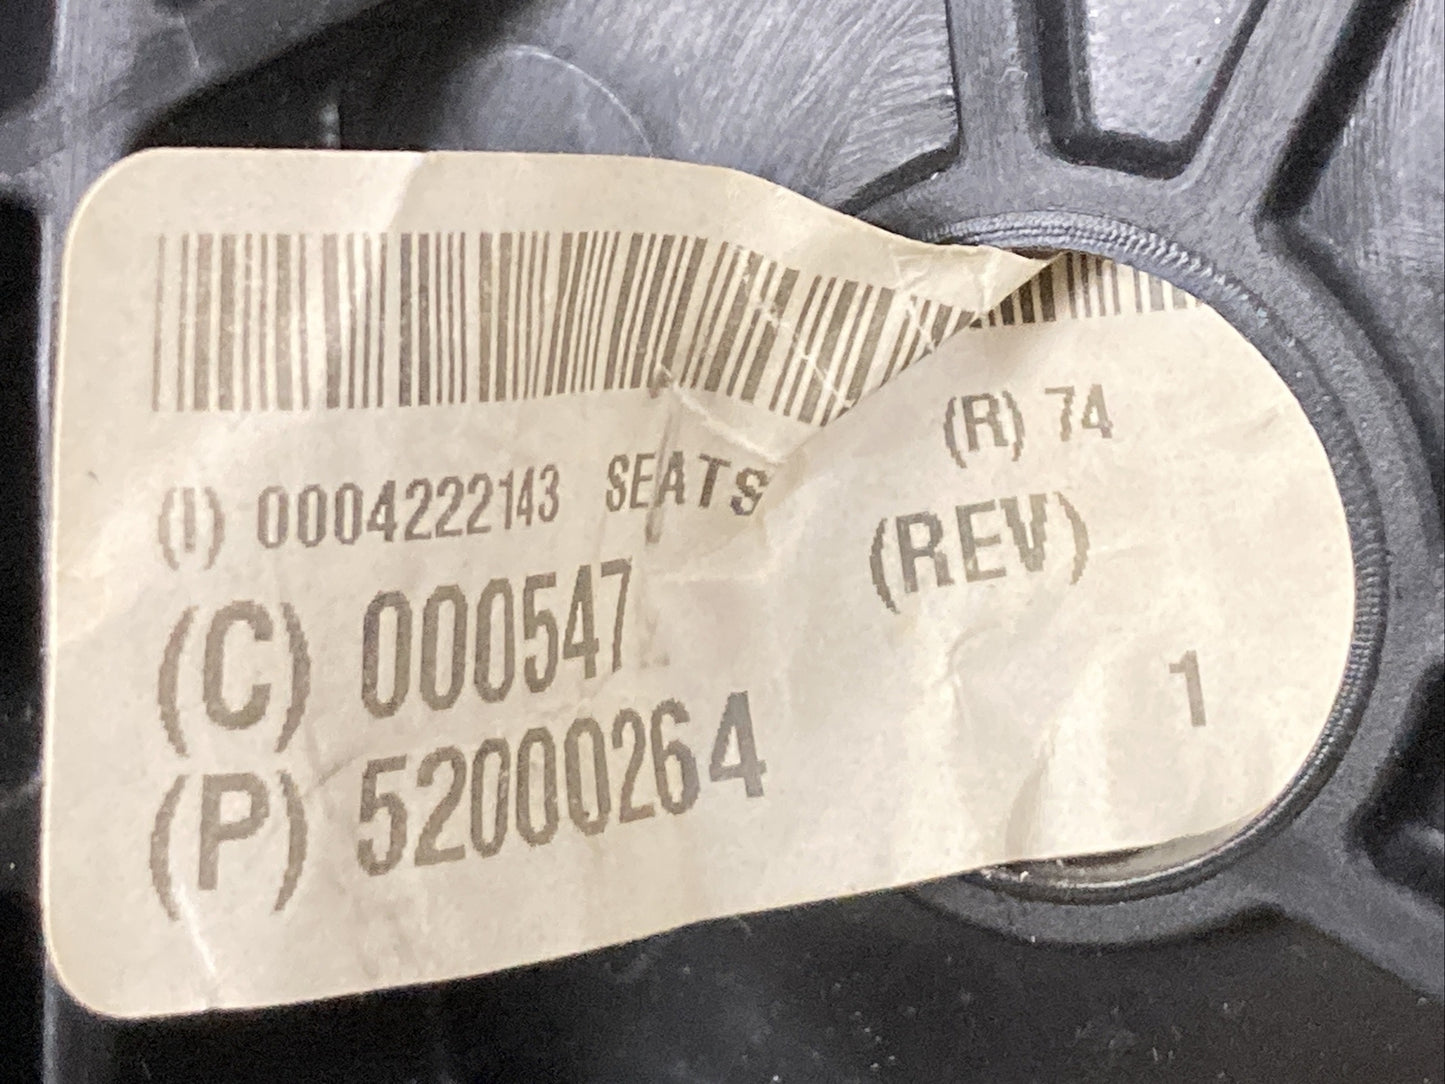 (I) 0004222143 SEATS (R) 74
(C) 000547 (REV)
(P) 52000264 1